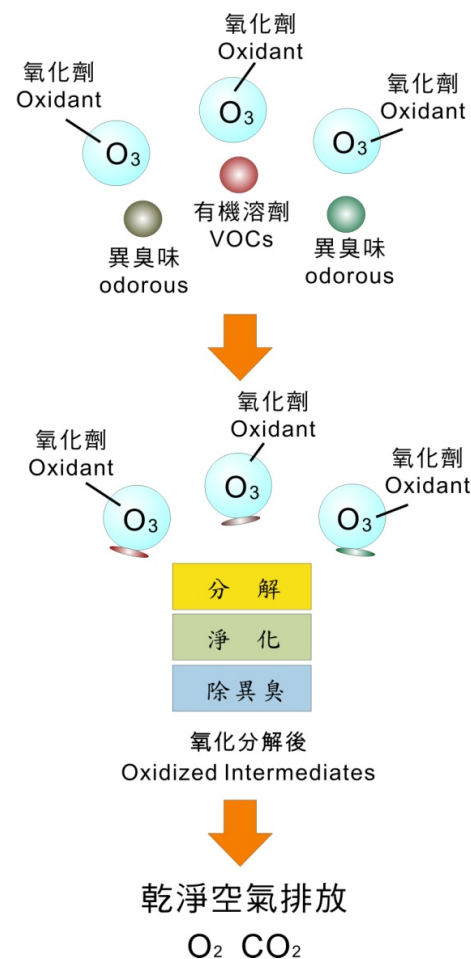 氧化劑
Oxidant
O₃
氧化劑
Oxidant
O₃
氧化劑
Oxidant
O₃
異臭味
odorous
有機溶劑
VOCs
異臭味
odorous
氧化劑
Oxidant
O₃
氧化劑
Oxidant
O₃
氧化劑
Oxidant
O₃
分 解
淨 化
除異臭
氧化分解後
Oxidized Intermediates
乾淨空氣排放
O₂ CO₂